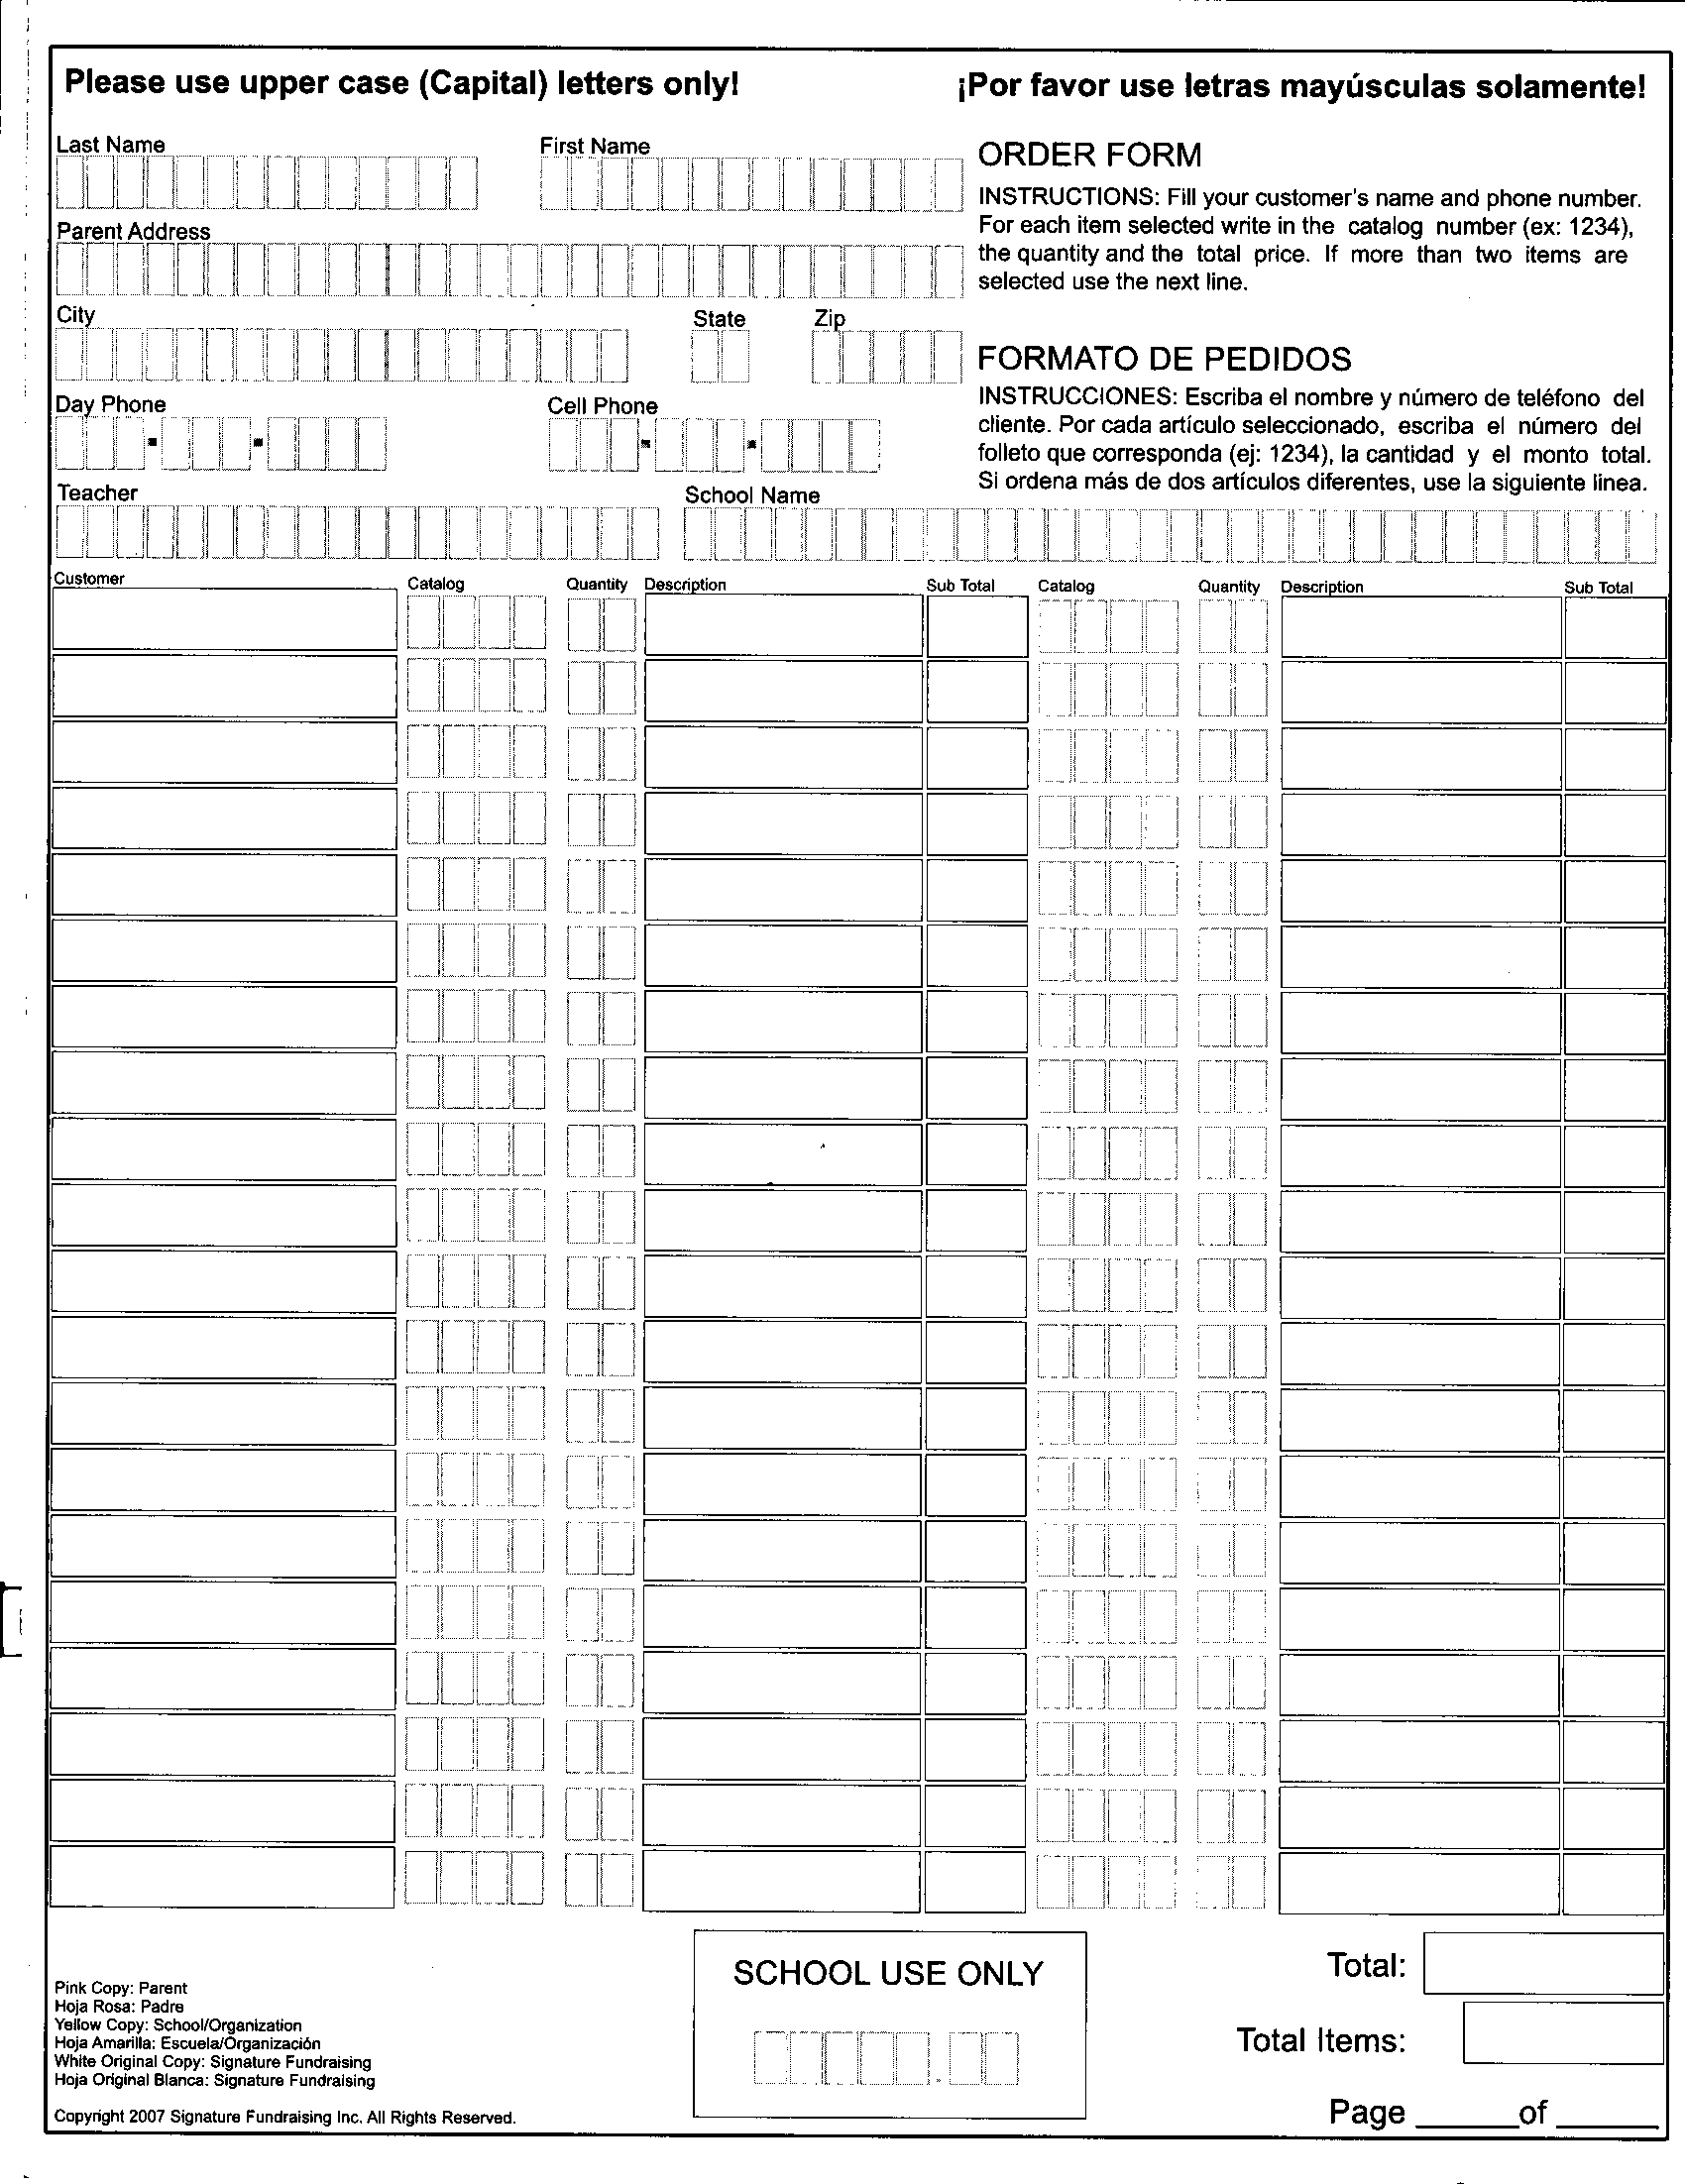 Please use upper case (Capital) letters only!
¡Por favor use letras mayúsculas solamente!
Last Name
First Name
Parent Address
City
State
Zip
Day Phone
Cell Phone
Teacher
School Name
ORDER FORM
INSTRUCTIONS: Fill your customer's name and phone number.
For each item selected write in the catalog number (ex: 1234),
the quantity and the total price. If more than two items are
selected use the next line.
FORMATO DE PEDIDOS
INSTRUCCIONES: Escriba el nombre y número de teléfono del
cliente. Por cada artículo seleccionado, escriba el número del
folleto que corresponda (ej: 1234), la cantidad y el monto total.
Si ordena más de dos artículos diferentes, use la siguiente linea.
Customer Catalog Quantity Description Sub Total Catalog Quantity Description Sub Total
Pink Copy: Parent
Hoja Rosa: Padre
Yellow Copy: School/Organization
Hoja Amarilla: Escuela/Organización
White Original Copy: Signature Fundraising
Hoja Original Blanca: Signature Fundraising
Copyright 2007 Signature Fundraising Inc. All Rights Reserved.
SCHOOL USE ONLY
Total:
Total Items:
Page ______of ______